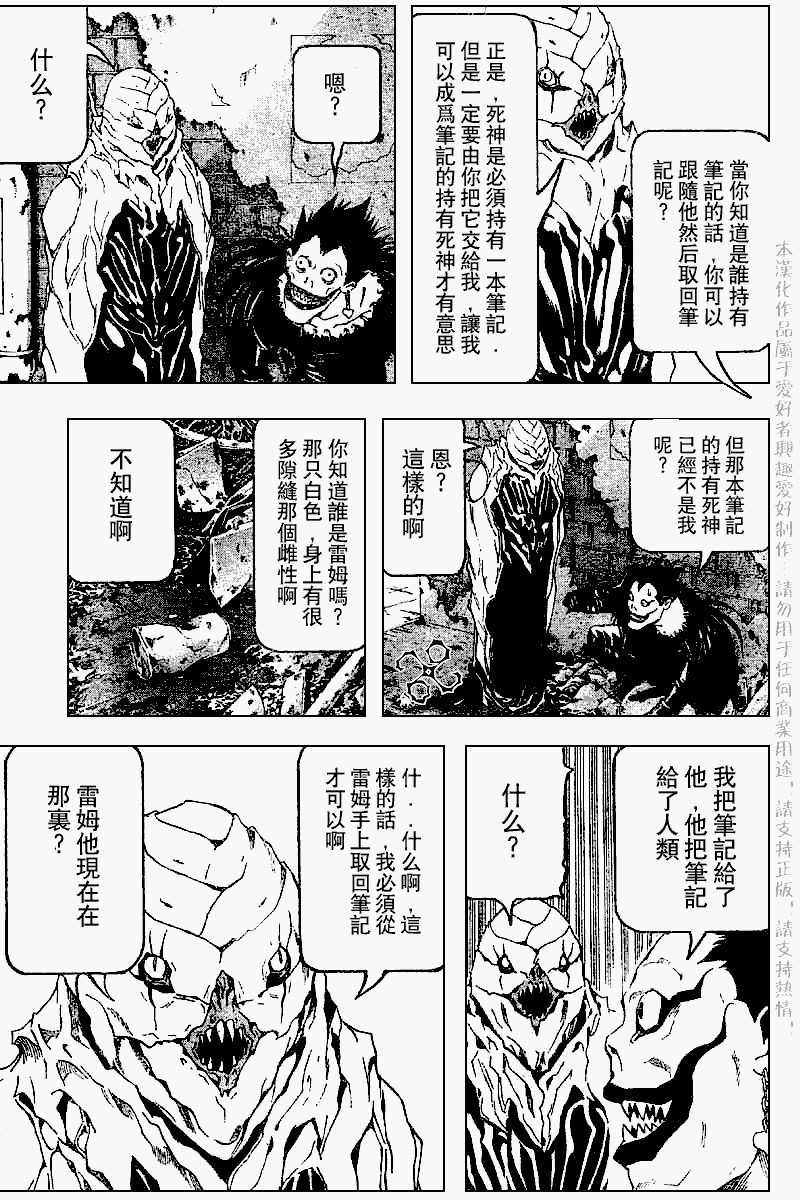 當你知道是誰持有
筆記的話,你可以
跟隨他然后取回筆
記呢?
正是,死神是必須持有一本筆記.
但是一定要由你把它交給我,讓我
可以成爲筆記的持有死神才有意思
嗯?
什么?
但那本筆記
的持有死神
已經不是我
呢?
恩?
這樣的啊
你知道誰是雷姆嗎?
那只白色,身上有很
多隙縫那個雌性啊
不知道啊
我把筆記給了
他,他把筆記
給了人類
什么?
什..什么啊,這
樣的話,我必須從
雷姆手上取回筆記
才可以啊
雷姆他現在在
那裏?
本漢化作品屬于愛好者興趣愛好制作,請勿用于任何商業用途,請支持正版,請支持熱情,